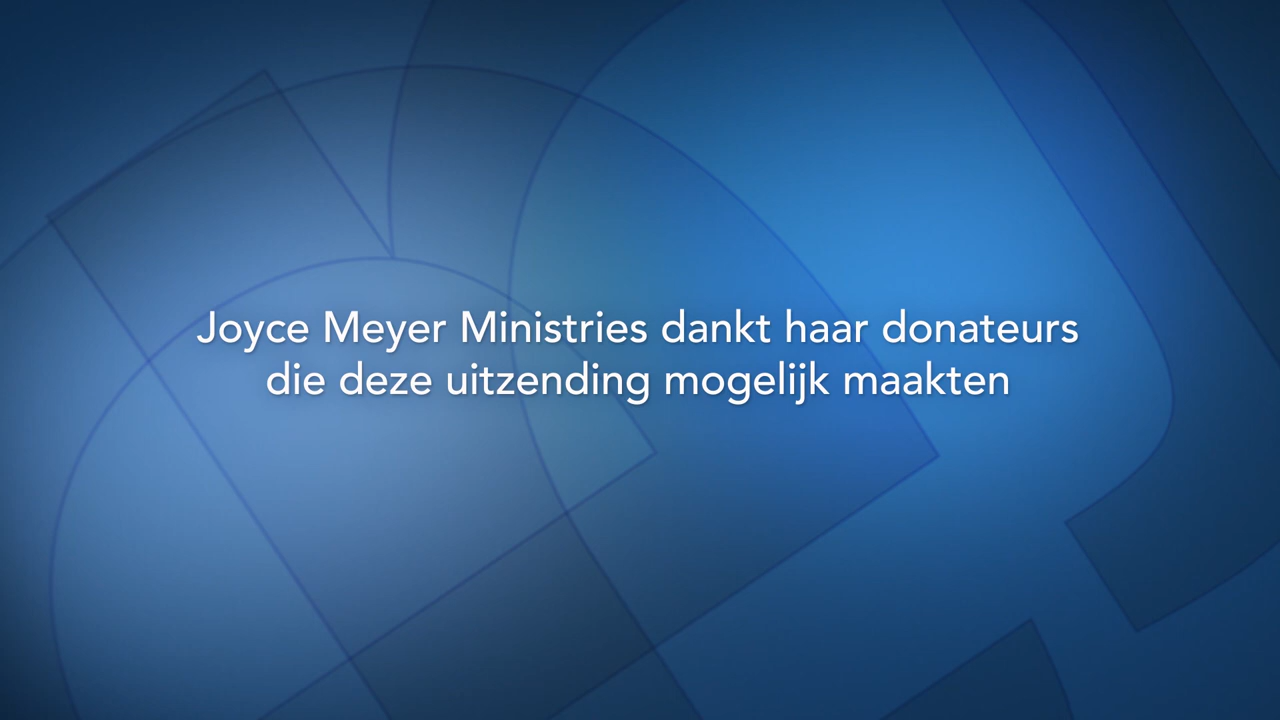 Joyce Meyer Ministries dankt haar donateurs
die deze uitzending mogelijk maakten